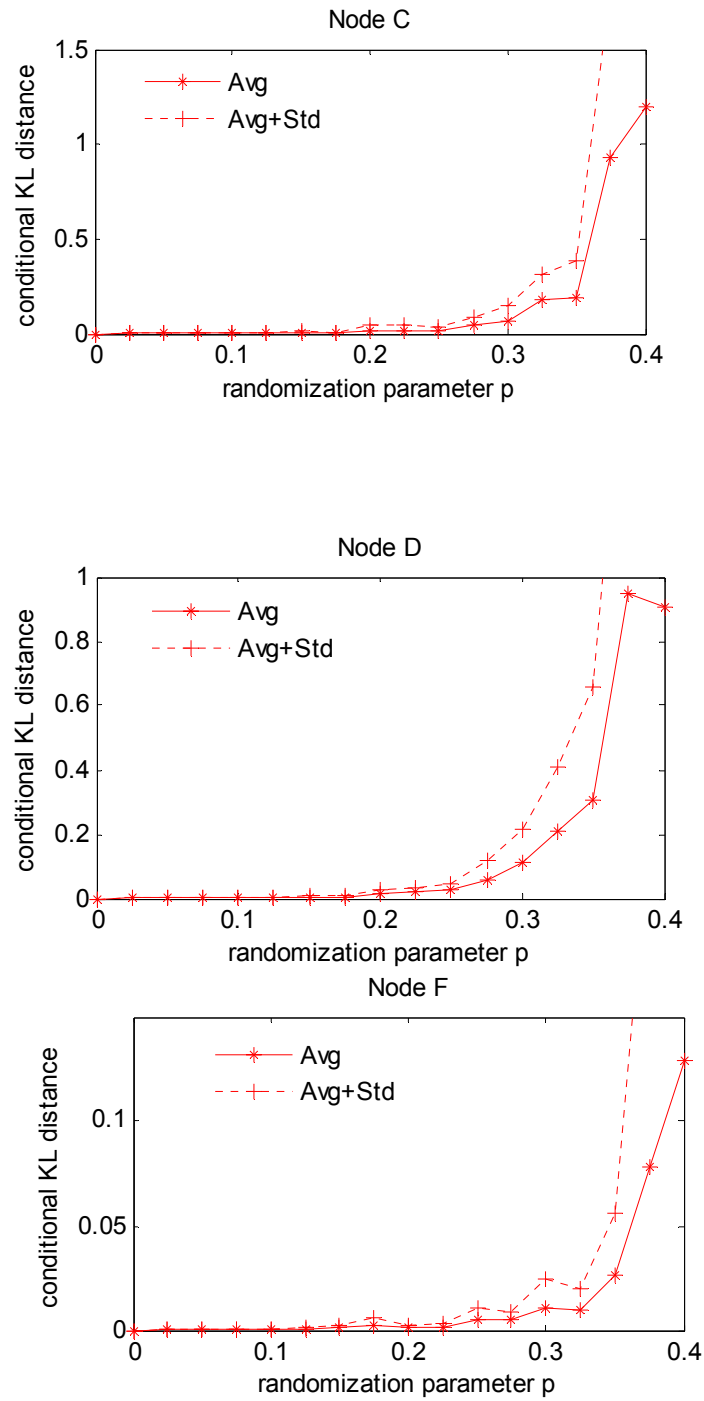 Node C
1.5
1
0.5
0
conditional KL distance
Avg
Avg+Std
0 0.1 0.2 0.3 0.4
randomization parameter p
Node D
1
0.8
0.6
0.4
0.2
0
conditional KL distance
Avg
Avg+Std
0 0.1 0.2 0.3 0.4
randomization parameter p
Node F
0.1
0.05
0
conditional KL distance
Avg
Avg+Std
0 0.1 0.2 0.3 0.4
randomization parameter p